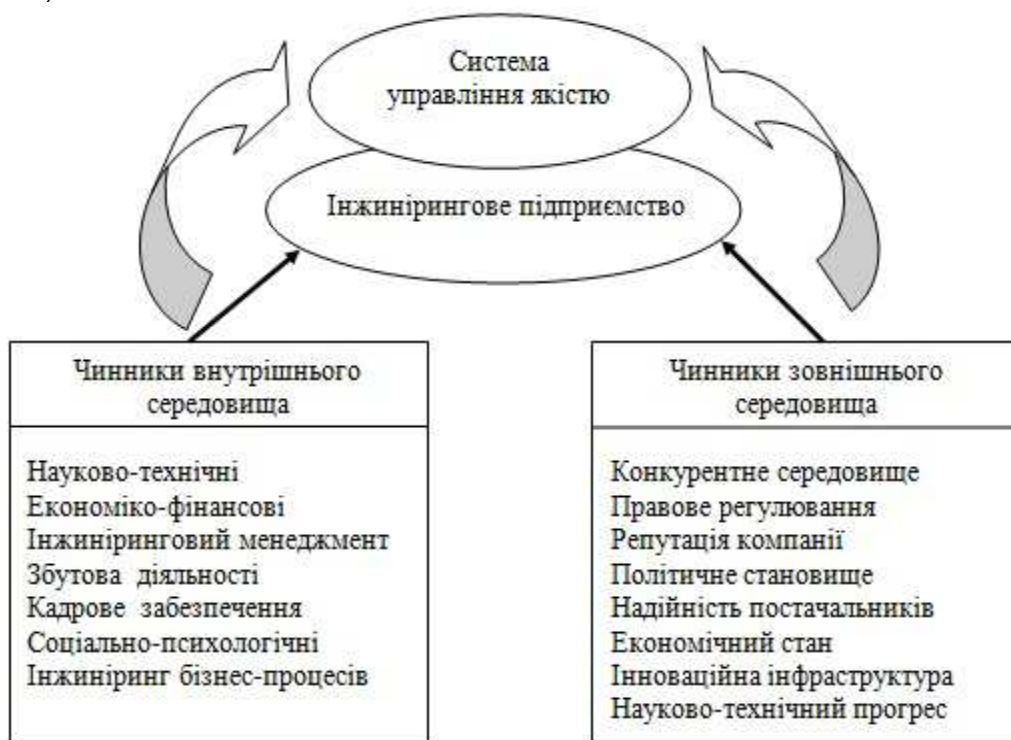 Система
управління якістю
Інжинірингове підприємство
Чинники внутрішнього
середовища
Науково-технічні
Економіко-фінансові
Інжиніринговий менеджмент
Збутова діяльності
Кадрове забезпечення
Соціально-психологічні
Інжиніринг бізнес-процесів
Чинники зовнішнього
середовища
Конкурентне середовище
Правове регулювання
Репутація компанії
Політичне становище
Надійність постачальників
Економічний стан
Інноваційна інфраструктура
Науково-технічний прогрес